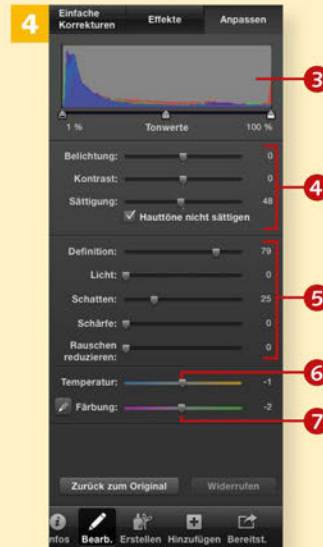 4
Einfache Korrekturen Effekte Anpassen
3
1 % Tonwerte 100 %
Belichtung: 0
Kontrast: 0
4
Sättigung: 48
Hauttöne nicht sättigen
Definition: 79
Licht: 0
Schatten: 25
5
Schärfe: 0
Rauschen reduzieren: 0
6
Temperatur: -1
Färbung: -2
7
Zurück zum Original Widerrufen
nfos Bearb. Erstellen Hinzufügen Bereitst.